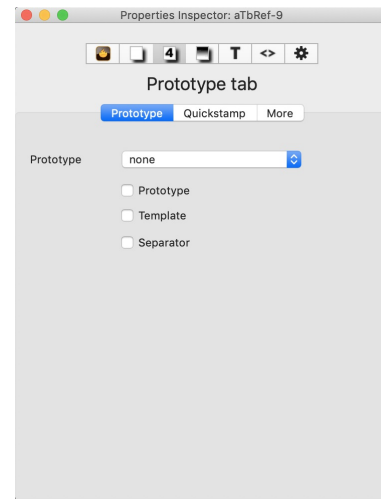 Properties Inspector: aTbRef-9
4 T <>
Prototype tab
Prototype Quickstamp More
Prototype none
Prototype
Template
Separator